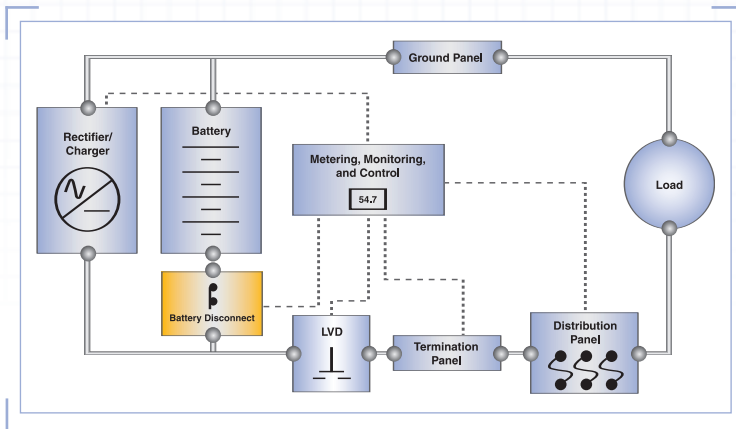 Ground Panel
Rectifier/
Charger
Battery
Metering, Monitoring,
and Control
54.7
Load
Battery Disconnect
LVD
Termination
Panel
Distribution
Panel